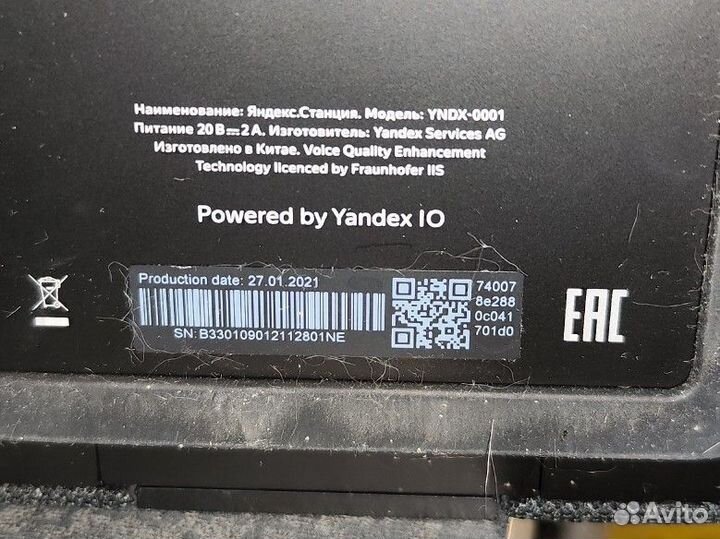 Наименование: Яндекс.Станция. Модель: YNDX-0001
Питание 20 В⎓2 А. Изготовитель: Yandex Services AG
Изготовлено в Китае. Voice Quality Enhancement
Technology licenced by Fraunhofer IIS
Powered by Yandex IO
Production date: 27.01.2021
74007
8e288
0c041
701d0
SN: B330109012112801NE
EAC
Avito